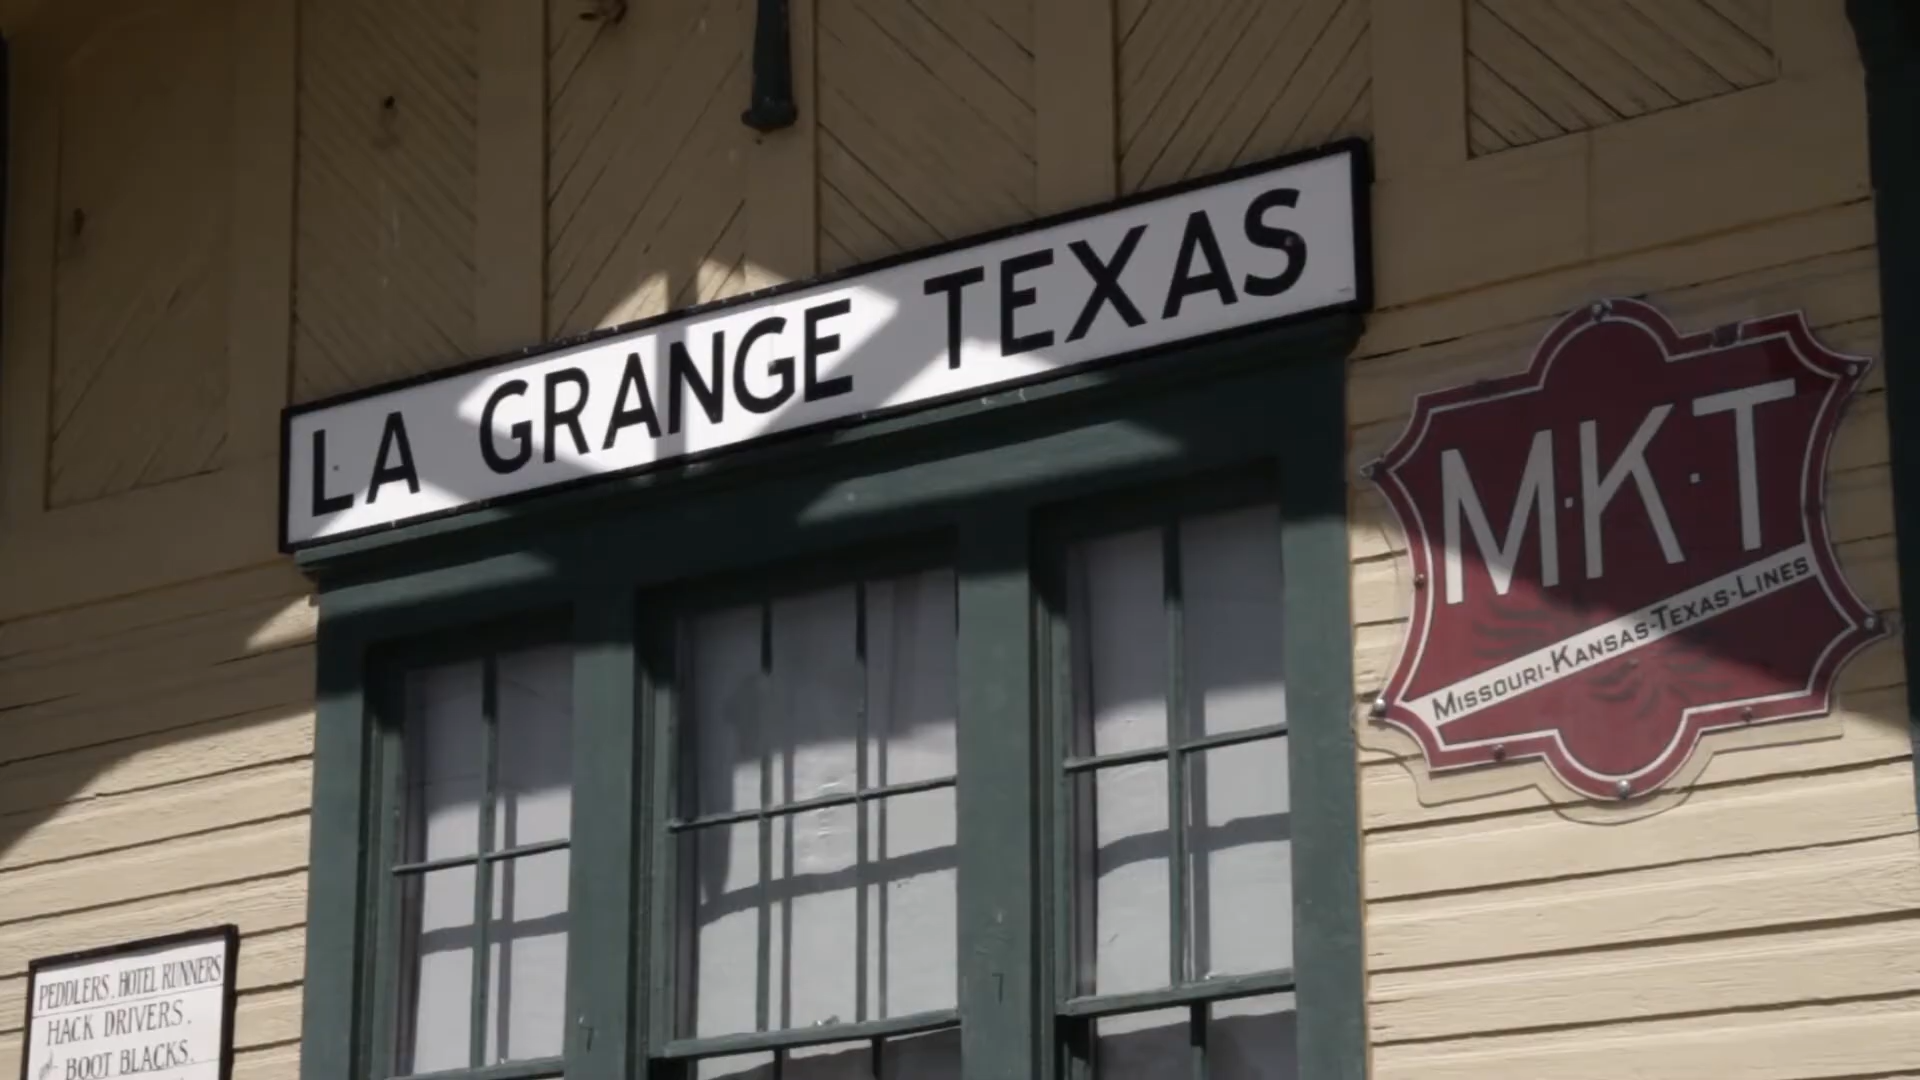 LA GRANGE TEXAS
M·K·T
MISSOURI-KANSAS-TEXAS-LINES
PEDDLERS, HOTEL RUNNERS
HACK DRIVERS,
BOOT BLACKS,